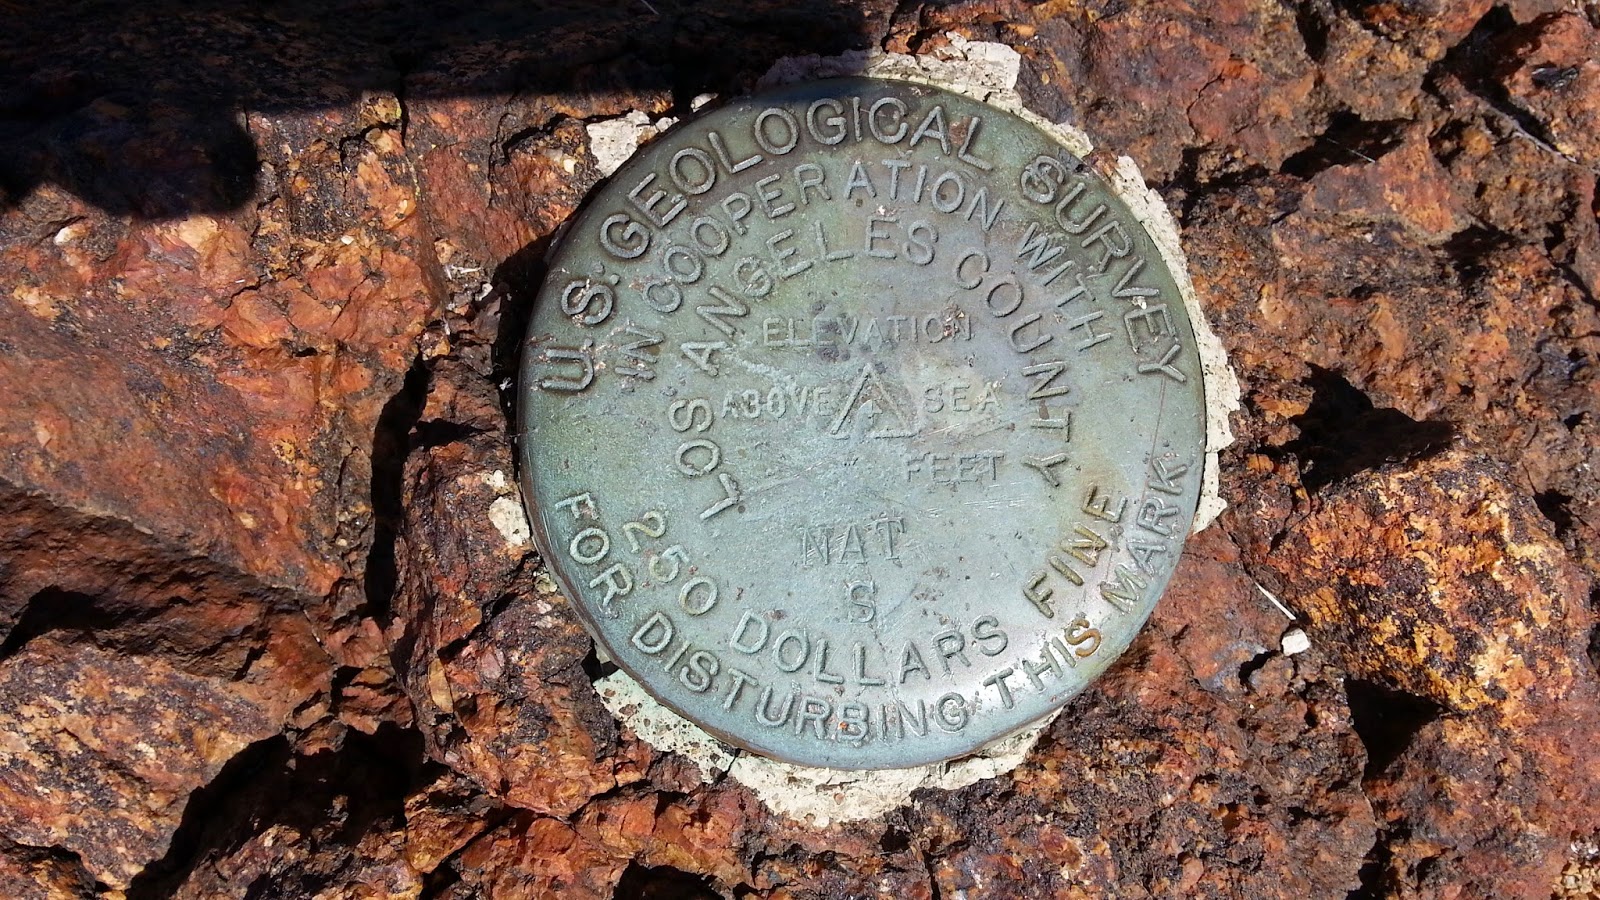 U.S. GEOLOGICAL SURVEY
IN COOPERATION WITH
LOS ANGELES COUNTY
ELEVATION
ABOVE SEA
FEET
NAT
S
250 DOLLARS FINE
FOR DISTURBING THIS MARK